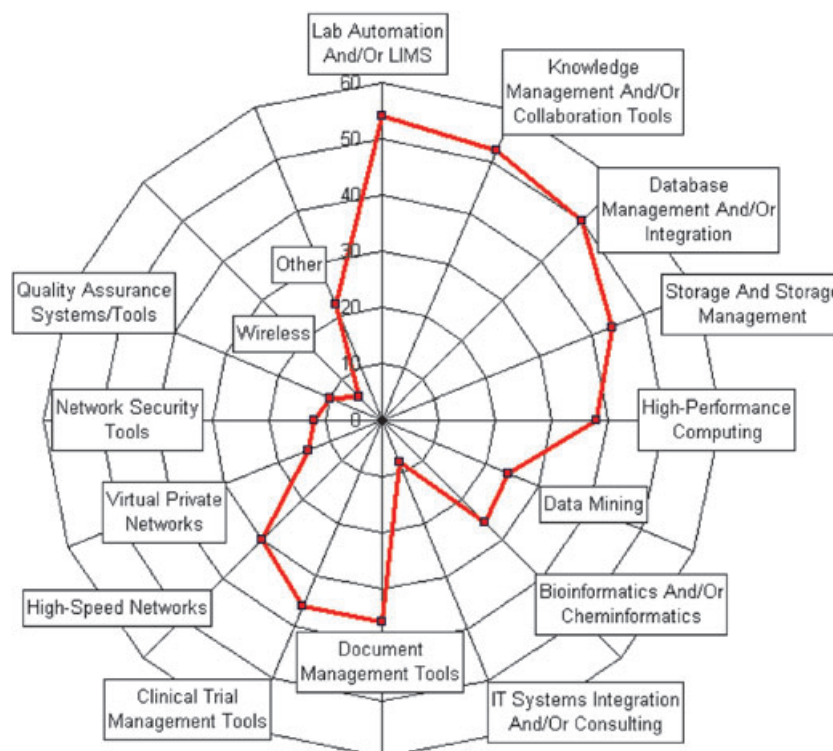 Lab Automation
And/Or LIMS
Knowledge
Management And/Or
Collaboration Tools
Database
Management And/Or
Integration
Storage And Storage
Management
High-Performance
Computing
Data Mining
Bioinformatics And/Or
Cheminformatics
IT Systems Integration
And/Or Consulting
Document
Management Tools
Clinical Trial
Management Tools
High-Speed Networks
Virtual Private
Networks
Network Security
Tools
Quality Assurance
Systems/Tools
Wireless
Other
60
50
40
30
20
10
0